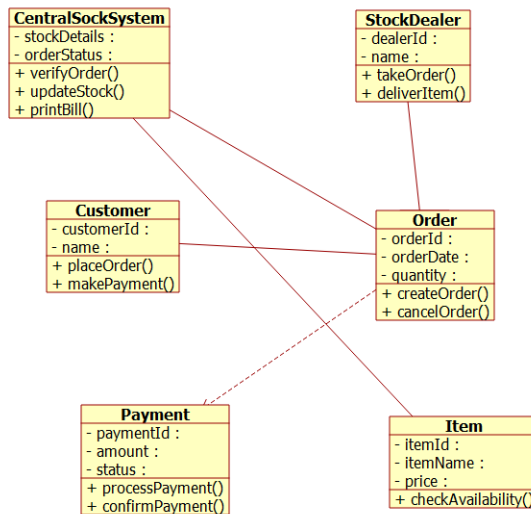 CentralSockSystem
- stockDetails :
- orderStatus :
+ verifyOrder()
+ updateStock()
+ printBill()
StockDealer
- dealerId :
- name :
+ takeOrder()
+ deliverItem()
Customer
- customerId :
- name :
+ placeOrder()
+ makePayment()
Order
- orderId :
- orderDate :
- quantity :
+ createOrder()
+ cancelOrder()
Payment
- paymentId :
- amount :
- status :
+ processPayment()
+ confirmPayment()
Item
- itemId :
- itemName :
- price :
+ checkAvailability()